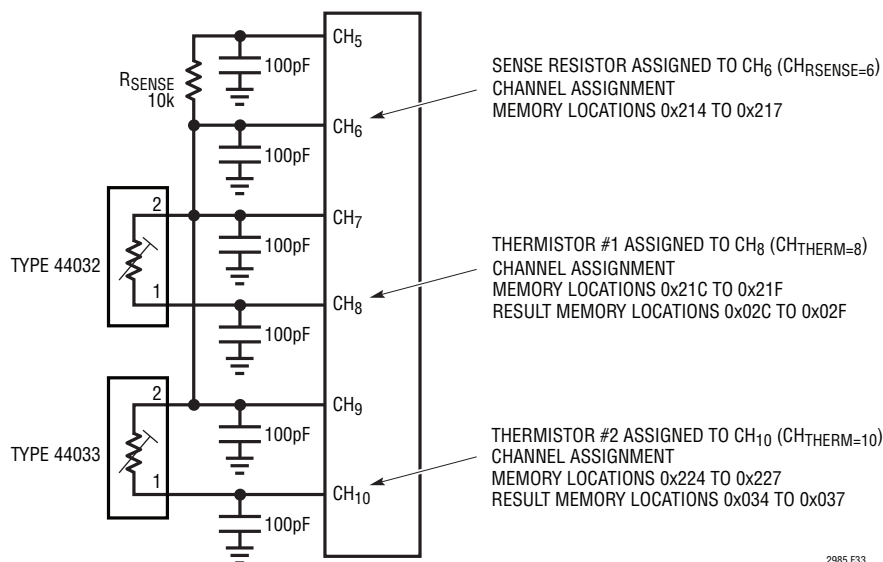 CH5
100pF
RSENSE
10k
CH6
100pF
SENSE RESISTOR ASSIGNED TO CH6 (CHRSENSE=6)
CHANNEL ASSIGNMENT
MEMORY LOCATIONS 0x214 TO 0x217
2
CH7
100pF
TYPE 44032
1
CH8
100pF
THERMISTOR #1 ASSIGNED TO CH8 (CHTHERM=8)
CHANNEL ASSIGNMENT
MEMORY LOCATIONS 0x21C TO 0x21F
RESULT MEMORY LOCATIONS 0x02C TO 0x02F
2
CH9
100pF
TYPE 44033
1
CH10
100pF
THERMISTOR #2 ASSIGNED TO CH10 (CHTHERM=10)
CHANNEL ASSIGNMENT
MEMORY LOCATIONS 0x224 TO 0x227
RESULT MEMORY LOCATIONS 0x034 TO 0x037
2985 F33